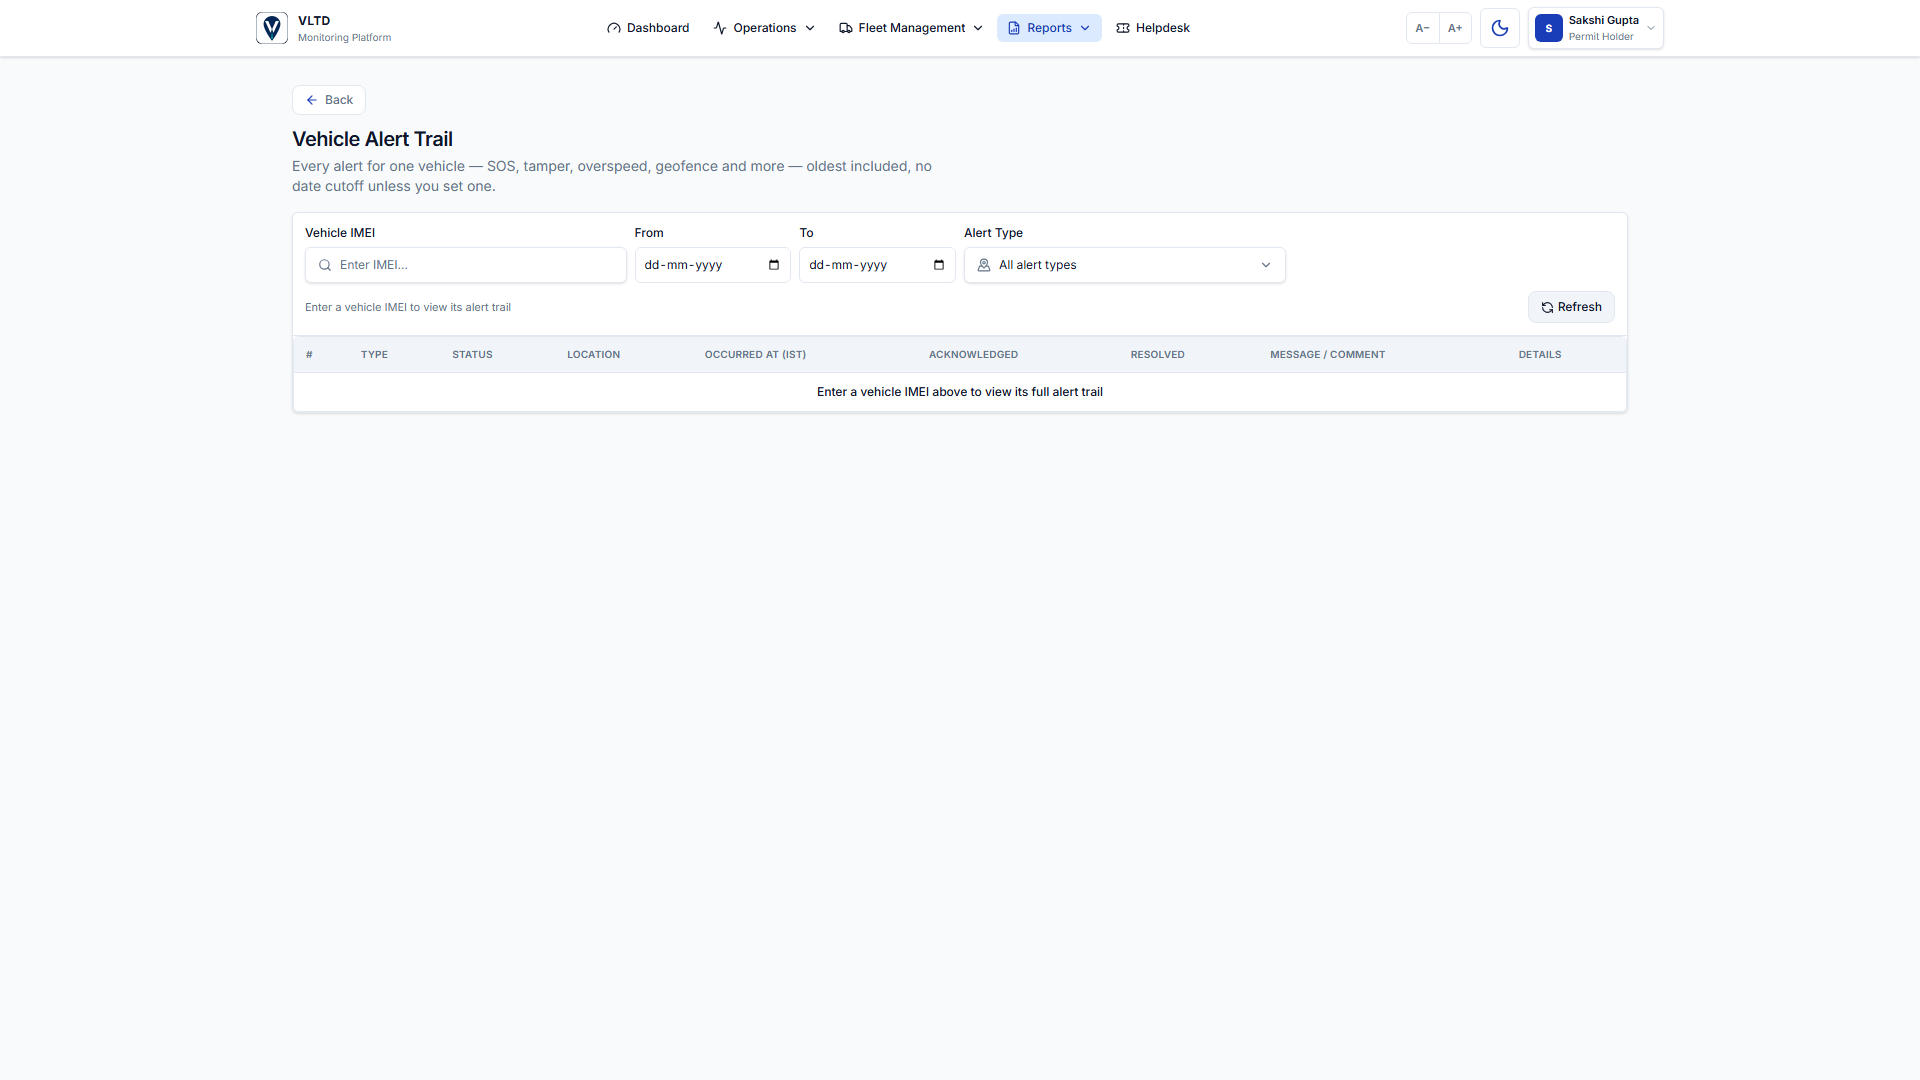 VLTD
Monitoring Platform
Dashboard
Operations
Fleet Management
Reports
Helpdesk
A−
A+
S
Sakshi Gupta
Permit Holder
Back
Vehicle Alert Trail
Every alert for one vehicle — SOS, tamper, overspeed, geofence and more — oldest included, no
date cutoff unless you set one.
Vehicle IMEI
From
To
Alert Type
Enter IMEI...
dd-mm-yyyy
dd-mm-yyyy
All alert types
Enter a vehicle IMEI to view its alert trail
Refresh
# TYPE STATUS LOCATION OCCURRED AT (IST) ACKNOWLEDGED RESOLVED MESSAGE / COMMENT DETAILS
Enter a vehicle IMEI above to view its full alert trail